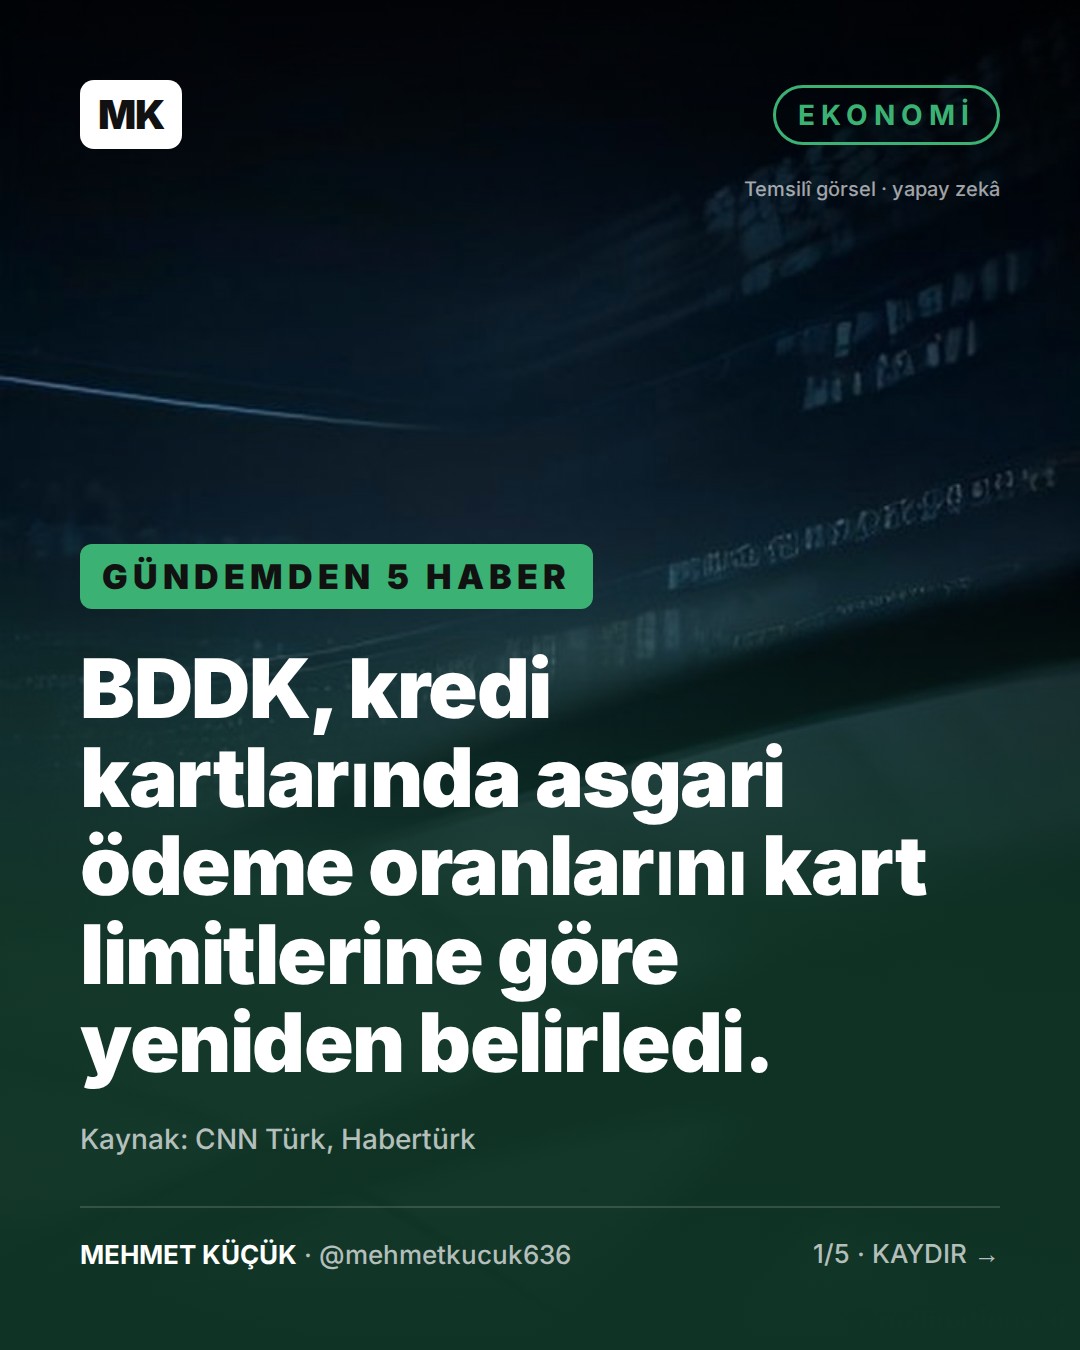 MK
EKONOMİ
Temsilî görsel · yapay zekâ
GÜNDEMDEN 5 HABER
BDDK, kredi
kartlarında asgari
ödeme oranlarını kart
limitlerine göre
yeniden belirledi.
Kaynak: CNN Türk, Habertürk
MEHMET KÜÇÜK · @mehmetkucuk636
1/5 · KAYDIR →